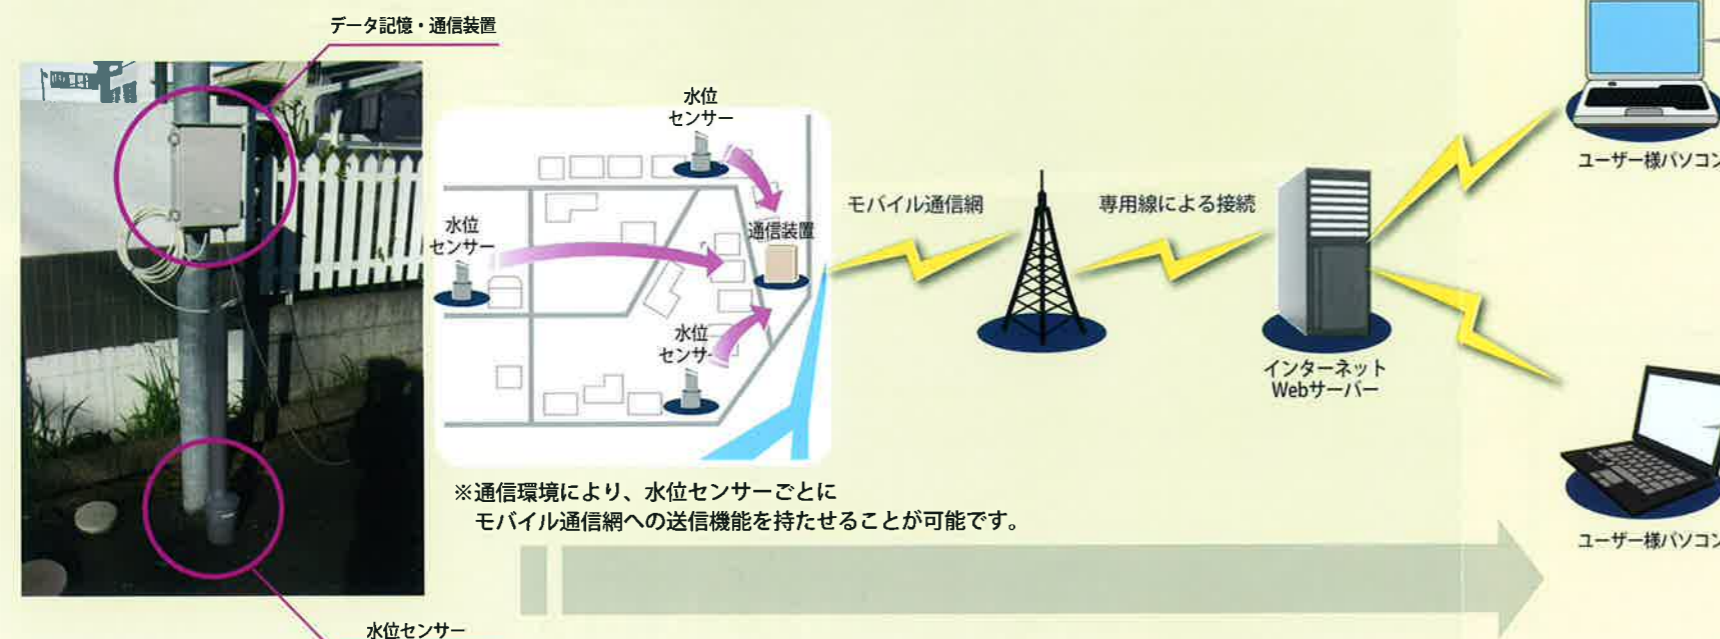 データ記憶・通信装置
水位
センサー
水位
センサー
通信装置
水位
センサー
モバイル通信網
専用線による接続
インターネット
Webサーバー
ユーザー様パソコン
ユーザー様パソコン
※通信環境により、水位センサーごとに
モバイル通信網への送信機能を持たせることが可能です。
水位センサー